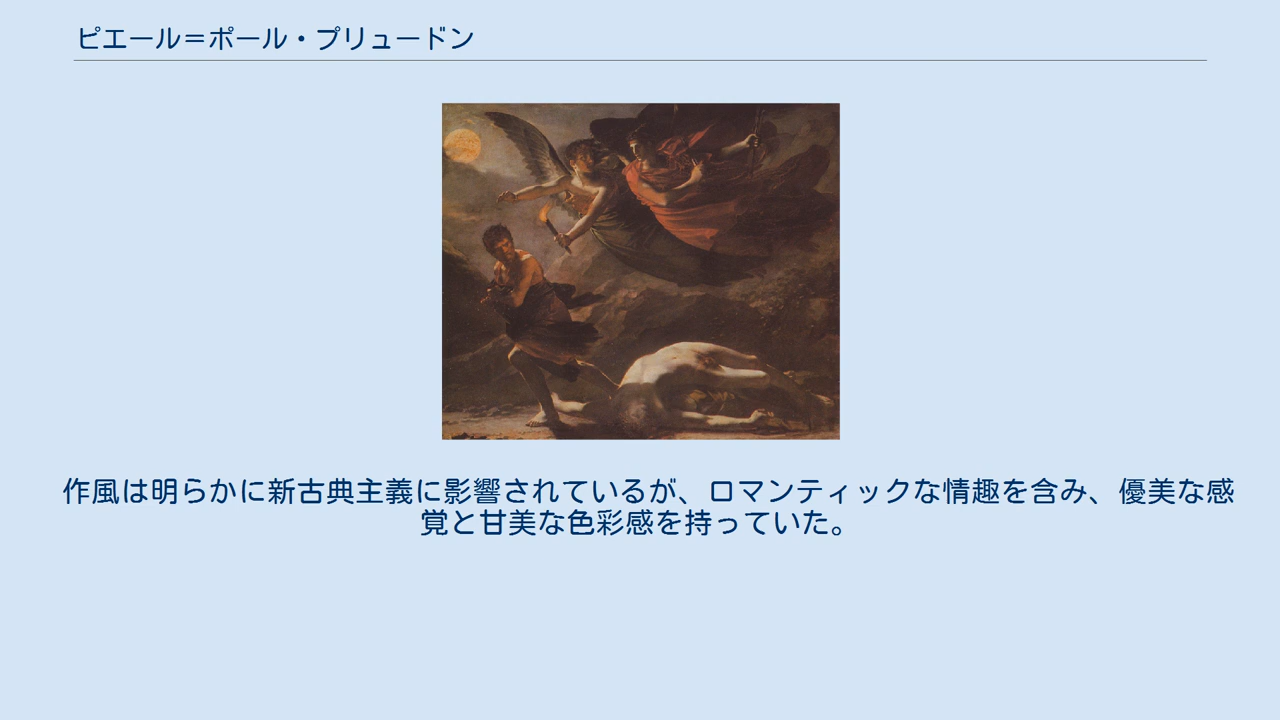 ピエール＝ポール・プリュードン
作風は明らかに新古典主義に影響されているが、ロマンティックな情趣を含み、優美な感
覚と甘美な色彩感を持っていた。